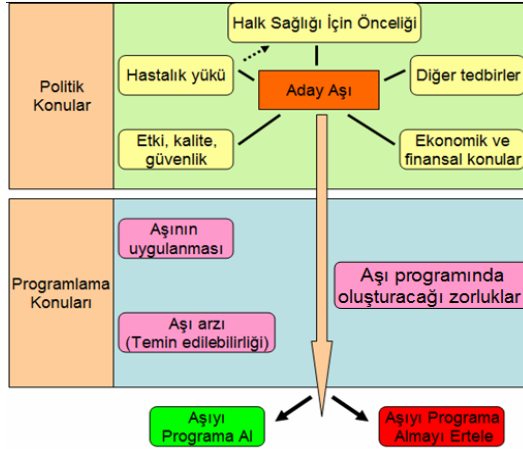 Halk Sağlığı İçin Önceliği
Politik
Konular
Hastalık yükü
Aday Aşı
Diğer tedbirler
Etki, kalite,
güvenlik
Ekonomik ve
finansal konular
Programlama
Konuları
Aşının
uygulanması
Aşı programında
oluşturacağı zorluklar
Aşı arzı
(Temin edilebilirliği)
Aşıyı
Programa Al
Aşıyı Programa
Almayı Ertele